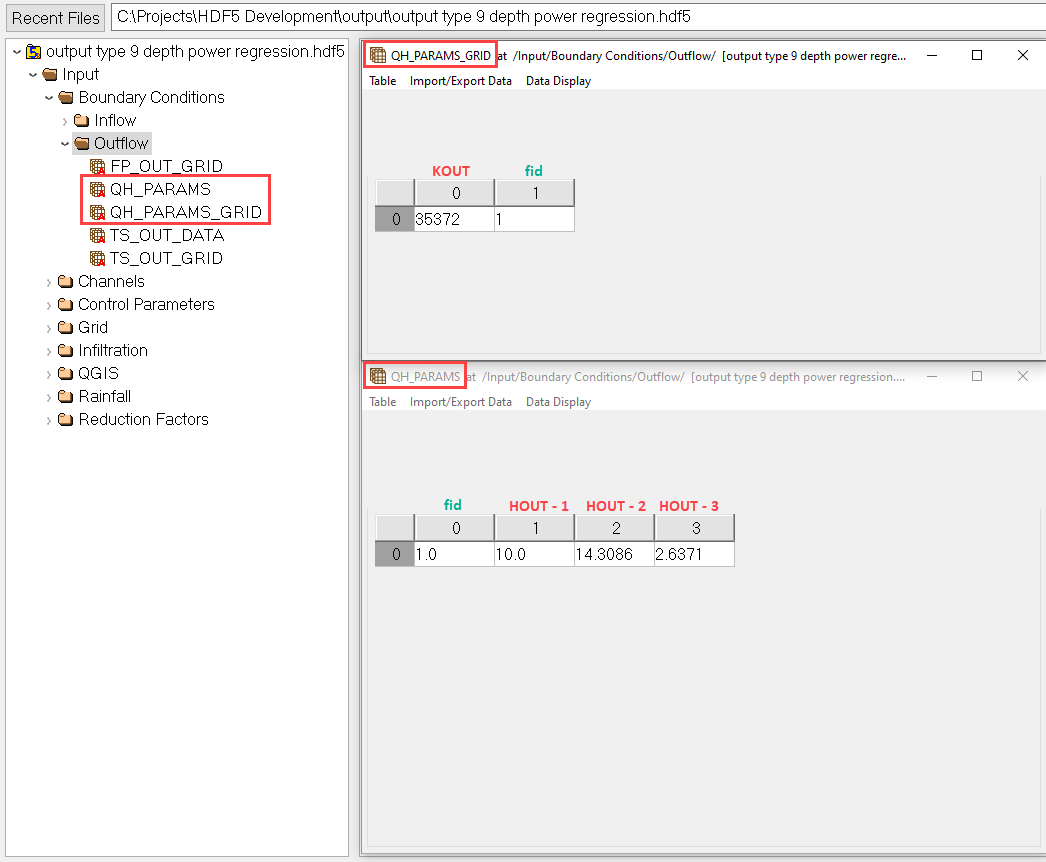 Recent Files
C:\Projects\HDF5 Development\output\output type 9 depth power regression.hdf5
output type 9 depth power regression.hdf5
Input
Boundary Conditions
Inflow
Outflow
FP_OUT_GRID
QH_PARAMS
QH_PARAMS_GRID
TS_OUT_DATA
TS_OUT_GRID
Channels
Control Parameters
Grid
Infiltration
QGIS
Rainfall
Reduction Factors
QH_PARAMS_GRID at /Input/Boundary Conditions/Outflow/ [output type 9 depth power regre...
Table Import/Export Data Data Display
KOUT fid
0 1
0 35372 1
QH_PARAMS at /Input/Boundary Conditions/Outflow/ [output type 9 depth power regression....
Table Import/Export Data Data Display
fid HOUT - 1 HOUT - 2 HOUT - 3
0 1 2 3
0 1.0 10.0 14.3086 2.6371